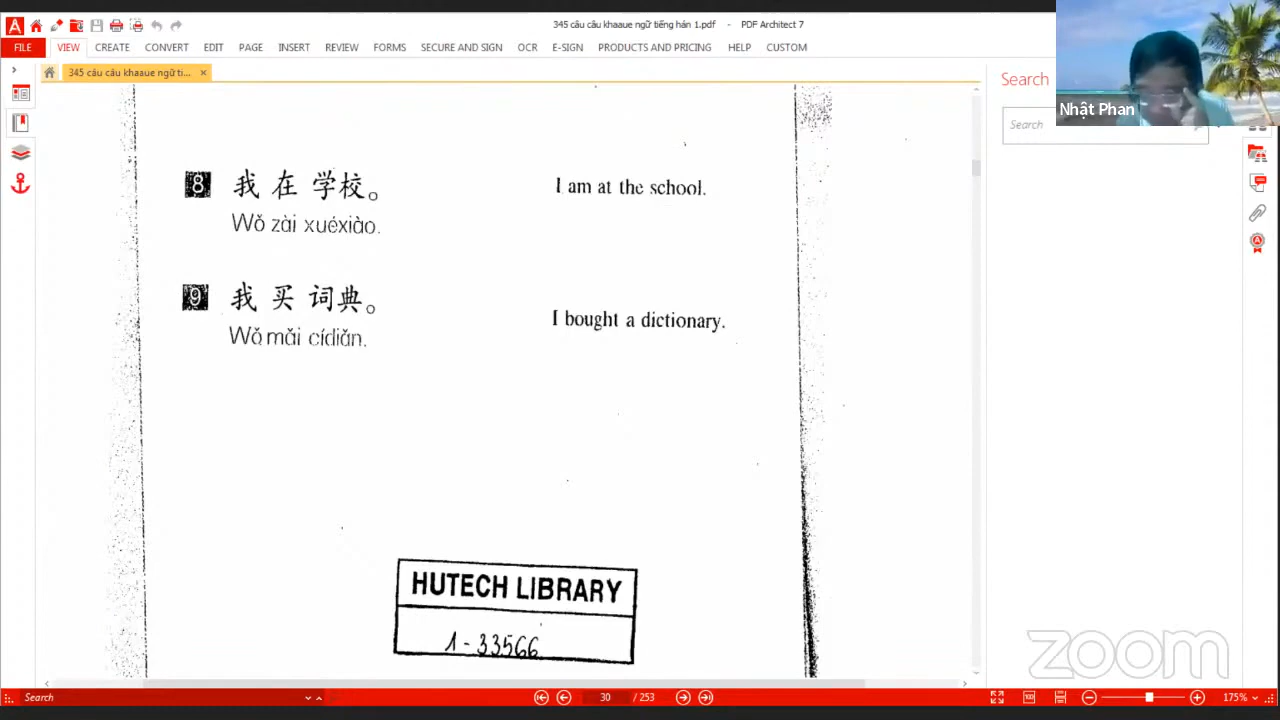 345 câu câu khaaue ngữ tiếng hán 1.pdf - PDF Architect 7
FILE VIEW CREATE CONVERT EDIT PAGE INSERT REVIEW FORMS SECURE AND SIGN OCR E-SIGN PRODUCTS AND PRICING HELP CUSTOM
345 câu câu khaaue ngữ ti...
Search
Search
Nhật Phan
8 我在学校。 I am at the school.
Wǒ zài xuéxiào.
9 我买词典。 I bought a dictionary.
Wǒ mǎi cídiǎn.
HUTECH LIBRARY
1-33566
zoom
Search 30 / 253 175%